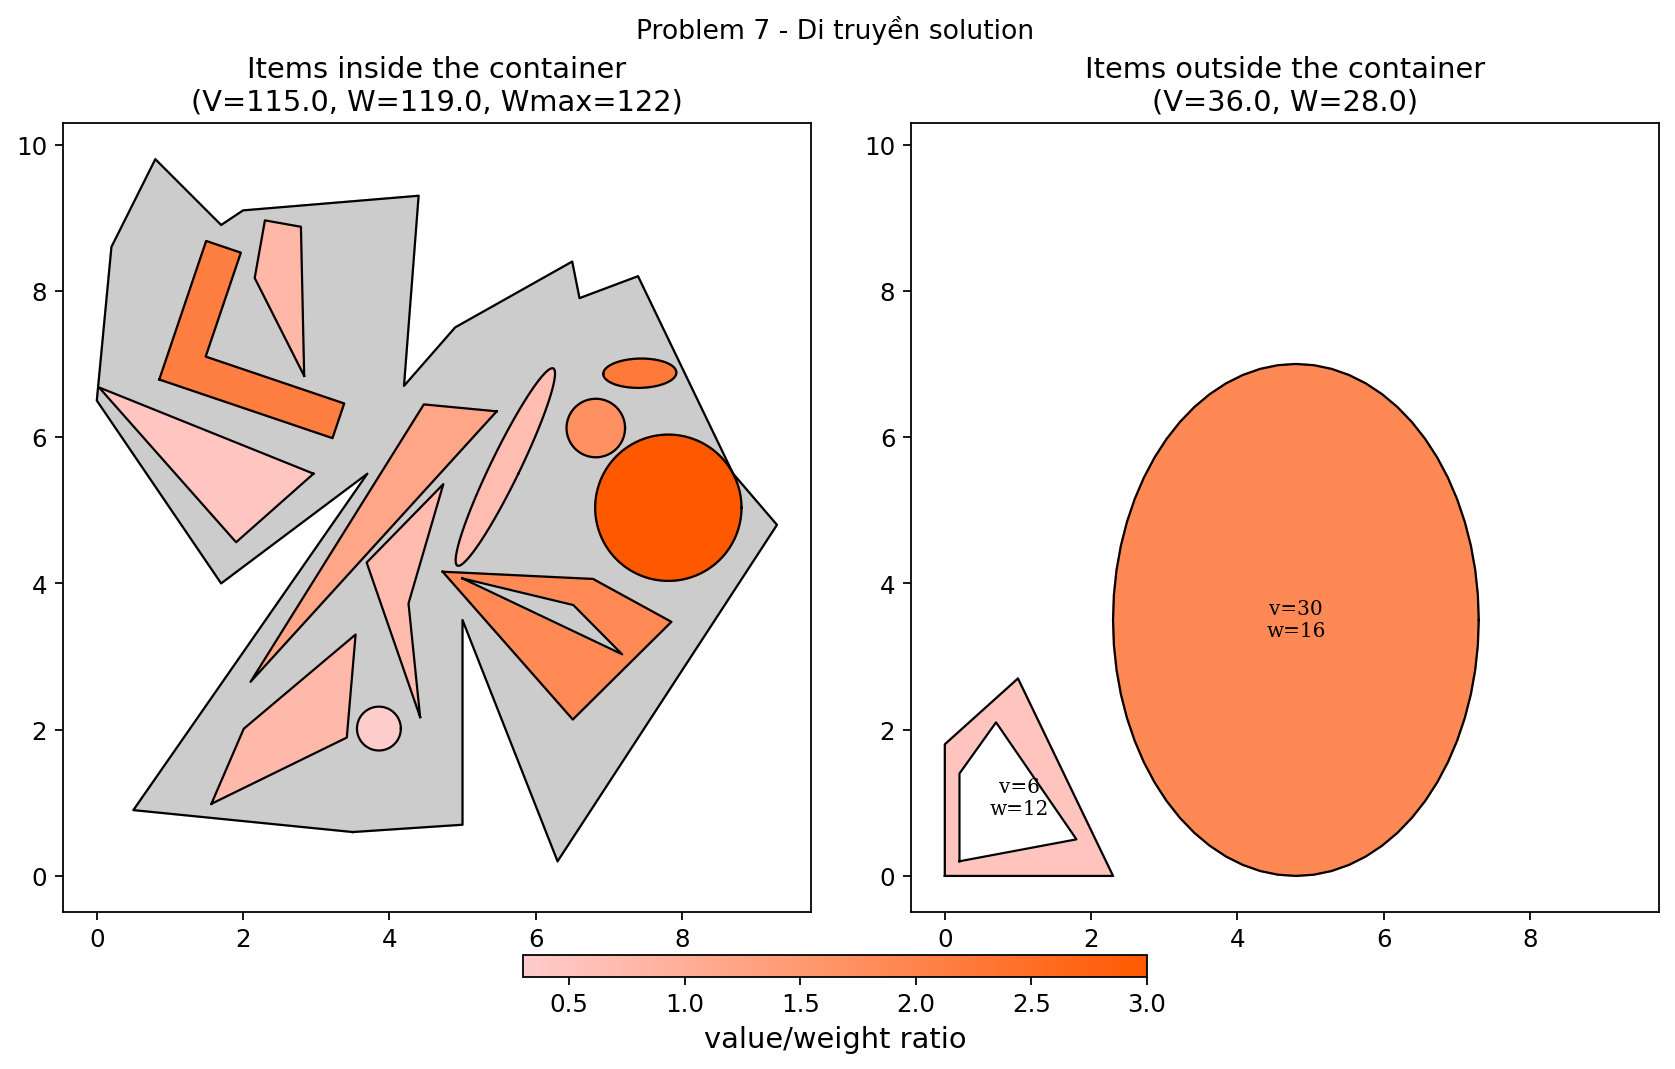 Problem 7 - Di truyền solution
Items inside the container
(V=115.0, W=119.0, Wmax=122)
10
8
6
4
2
0
0 2 4 6 8
Items outside the container
(V=36.0, W=28.0)
10
8
6
4
2
0
v=30
w=16
v=6
w=12
0 2 4 6 8
0.5 1.0 1.5 2.0 2.5 3.0
value/weight ratio